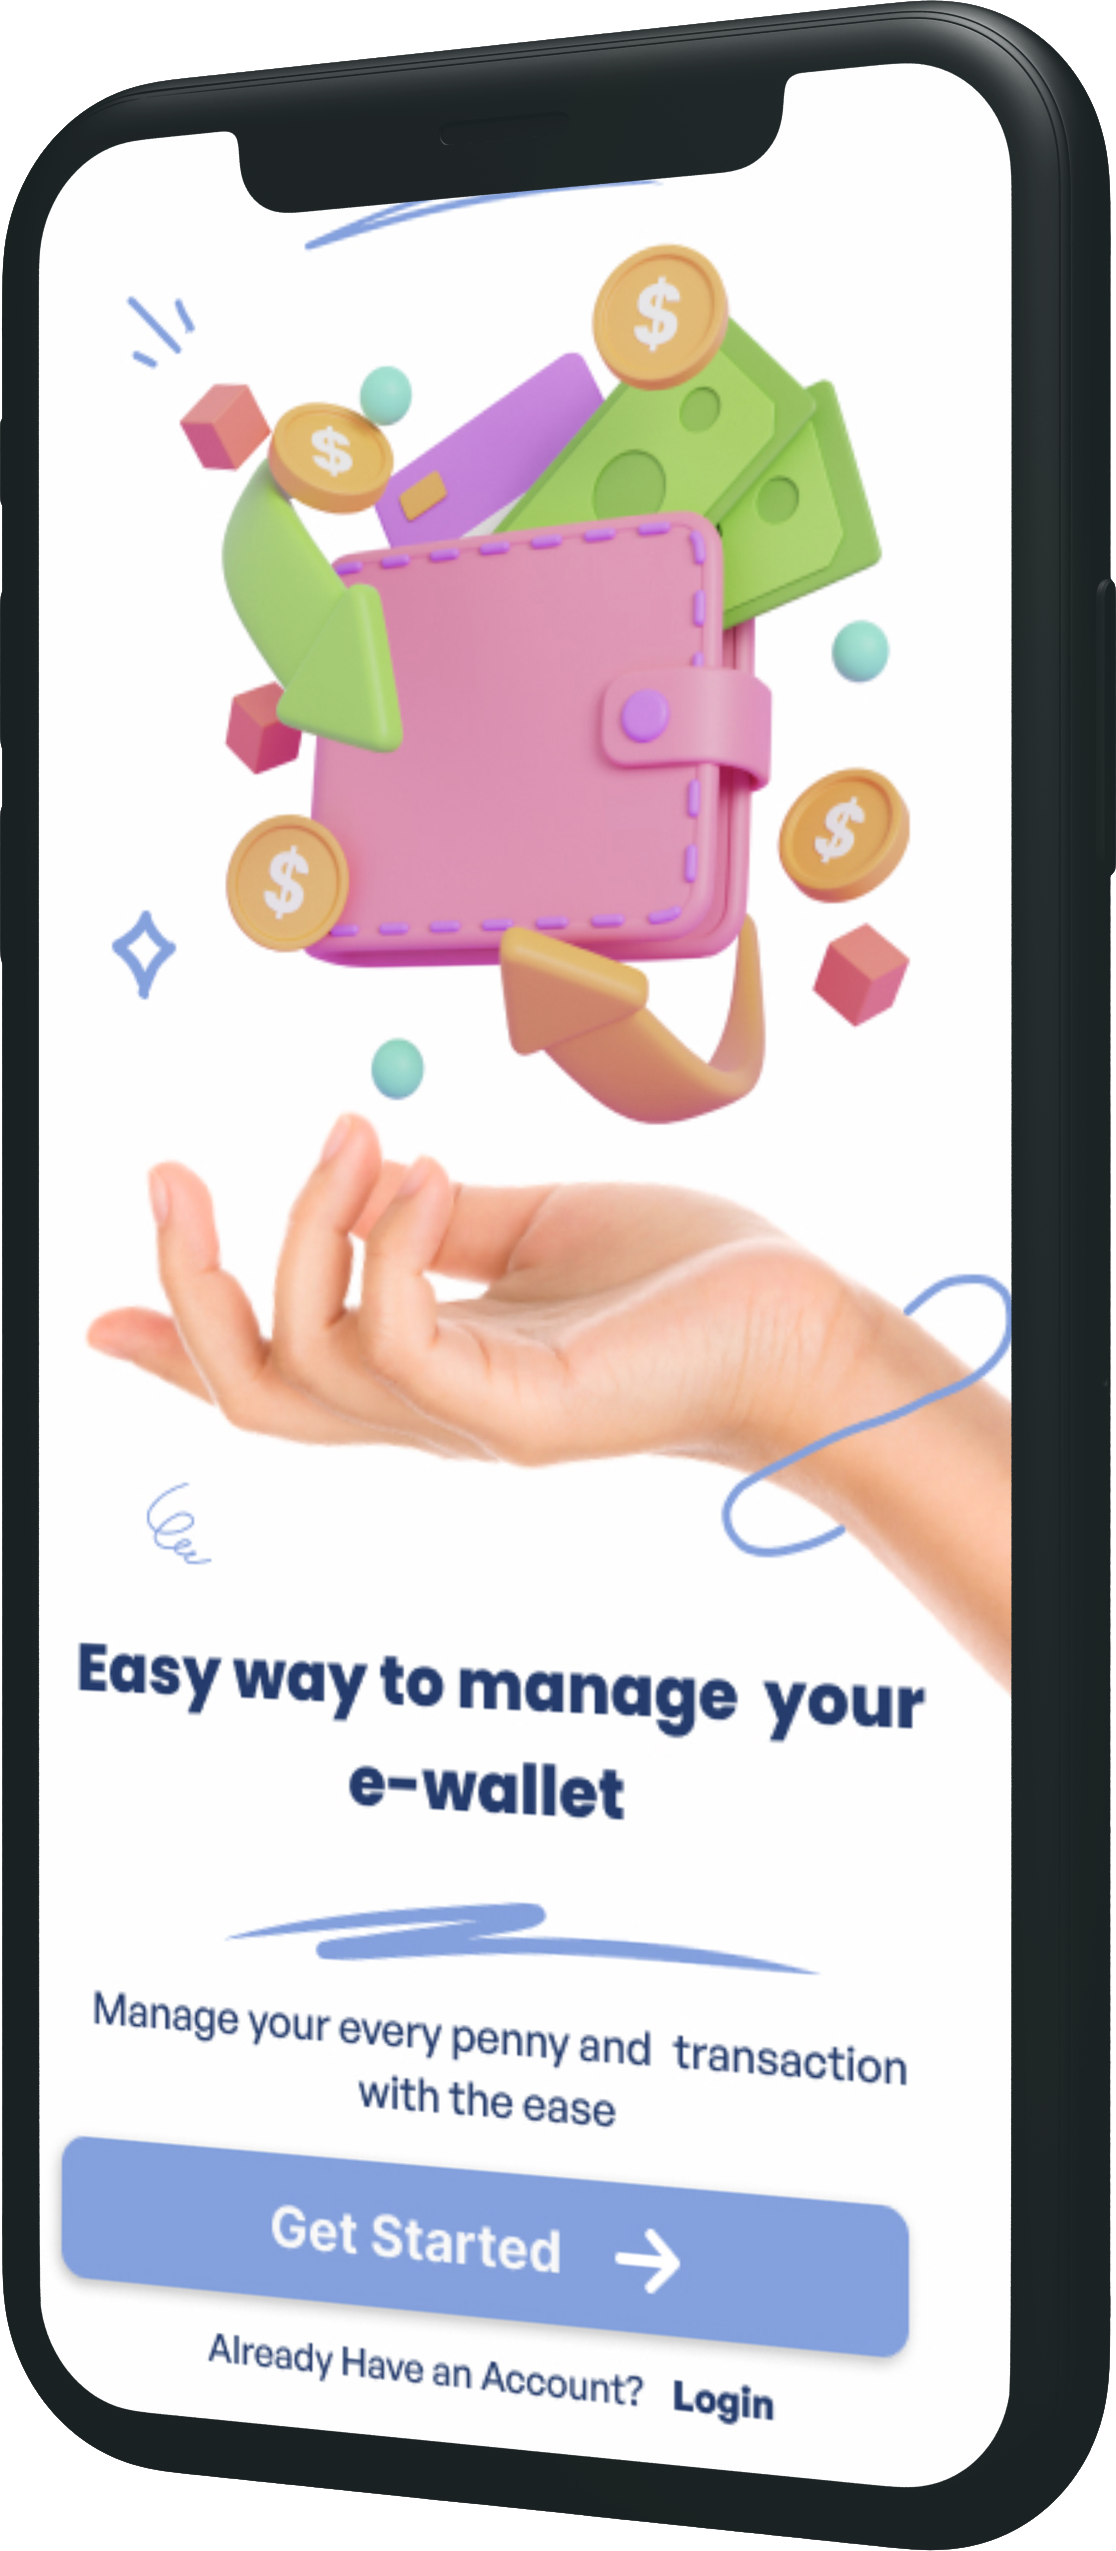 $
$
$
$
Easy way to manage your
e-wallet
Manage your every penny and transaction
with the ease
Get Started →
Already Have an Account? Login